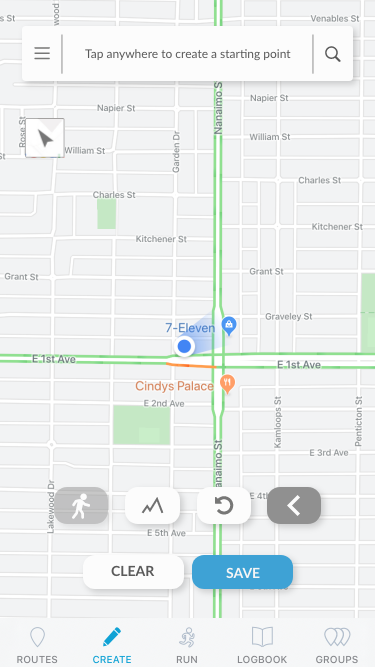 wood
Venables St
Tap anywhere to create a starting point
Napier St
Napier St
Nanaimo S
Rose St
William St
Garden Dr
William St
St
Charles St
Charles St
Kitchener St
Kitchener St
Grant St
Grant St
Graveley St
7-Eleven
E 1st Ave
E 1st Ave
Cindys Palace
E 2nd Ave
Kamloops St
Penticton St
anaimo St
E 3rd Ave
Lakewood Dr
E 4th
E 5th Ave
CLEAR
SAVE
ROUTES
CREATE
RUN
LOGBOOK
GROUPS